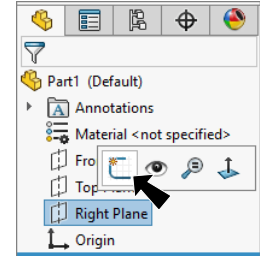 Part1 (Default)
Annotations
Material <not specified>
Fro
Top
Right Plane
Origin